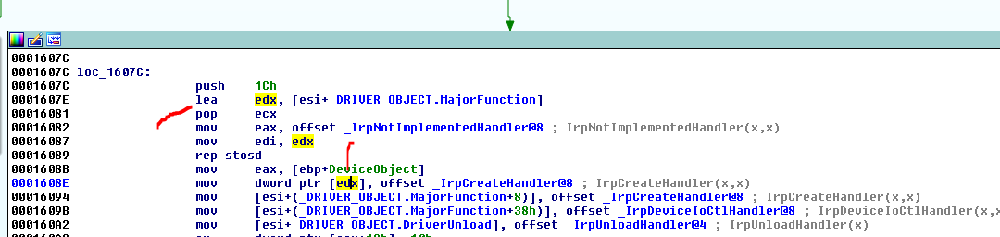 0001607C
0001607C loc_1607C:
0001607C push 1Ch
0001607E lea edx, [esi+_DRIVER_OBJECT.MajorFunction]
00016081 pop ecx
00016082 mov eax, offset _IrpNotImplementedHandler@8 ; IrpNotImplementedHandler(x,x)
00016087 mov edi, edx
00016089 rep stosd
0001608B mov eax, [ebp+DeviceObject]
0001608E mov dword ptr [edx], offset _IrpCreateHandler@8 ; IrpCreateHandler(x,x)
00016094 mov [esi+(_DRIVER_OBJECT.MajorFunction+8)], offset _IrpCreateHandler@8 ; IrpCreateHandler(x,x)
0001609B mov [esi+(_DRIVER_OBJECT.MajorFunction+38h)], offset _IrpDeviceIoCtlHandler@8 ; IrpDeviceIoCtlHandler(x,x)
000160A2 mov [esi+_DRIVER_OBJECT.DriverUnload], offset _IrpUnloadHandler@4 ; IrpUnloadHandler(x)